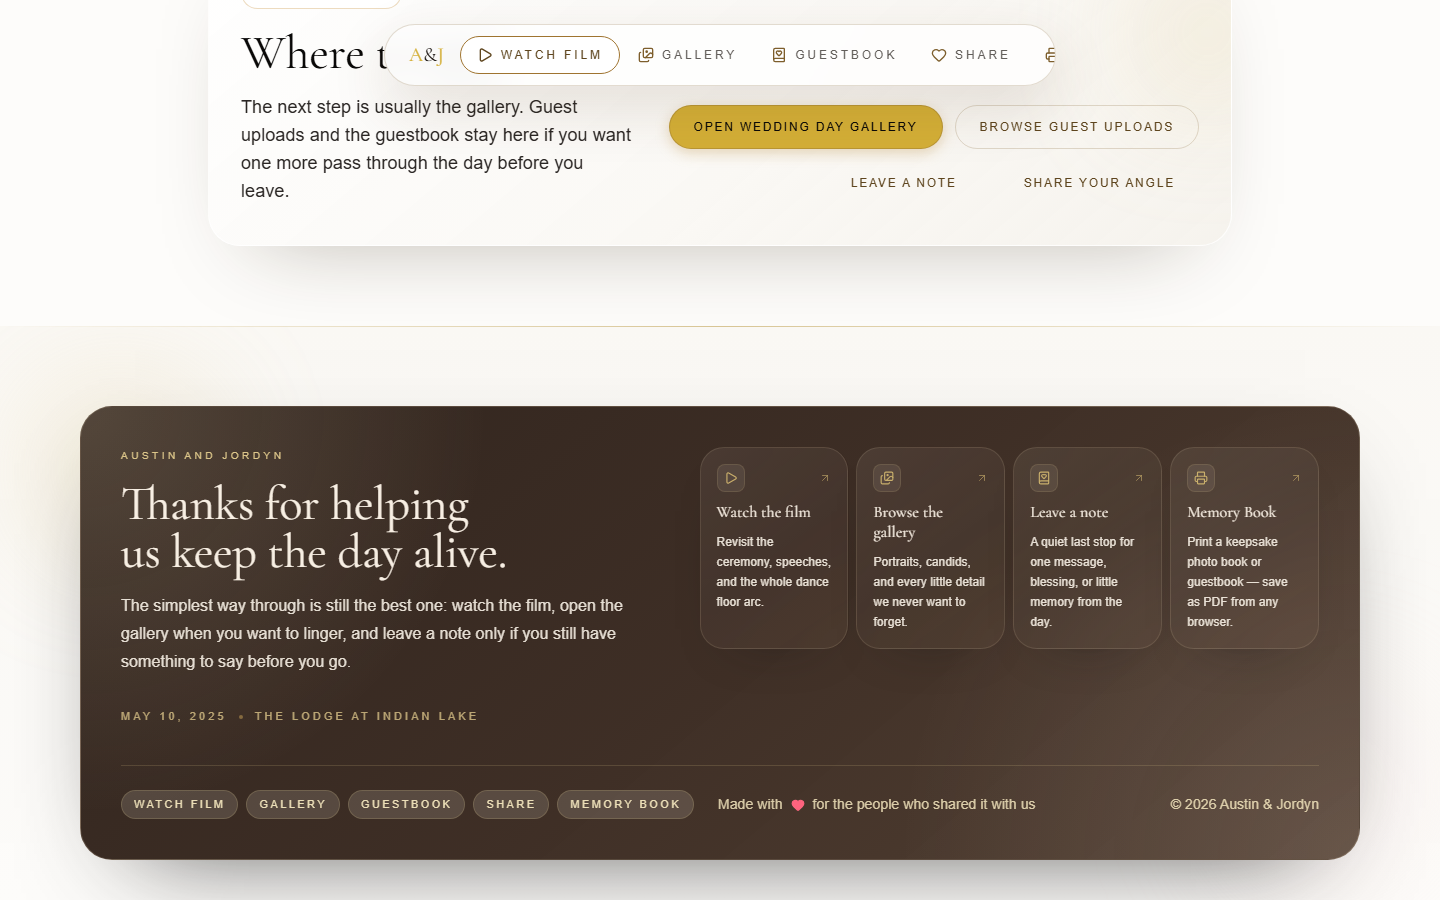 Where t
A&J
WATCH FILM
GALLERY
GUESTBOOK
SHARE
The next step is usually the gallery. Guest
uploads and the guestbook stay here if you want
one more pass through the day before you
leave.
OPEN WEDDING DAY GALLERY
BROWSE GUEST UPLOADS
LEAVE A NOTE
SHARE YOUR ANGLE
AUSTIN AND JORDYN
Thanks for helping
us keep the day alive.
The simplest way through is still the best one: watch the film, open the
gallery when you want to linger, and leave a note only if you still have
something to say before you go.
MAY 10, 2025 • THE LODGE AT INDIAN LAKE
Watch the film
Revisit the
ceremony, speeches,
and the whole dance
floor arc.
Browse the
gallery
Portraits, candids,
and every little detail
we never want to
forget.
Leave a note
A quiet last stop for
one message,
blessing, or little
memory from the
day.
Memory Book
Print a keepsake
photo book or
guestbook — save
as PDF from any
browser.
WATCH FILM
GALLERY
GUESTBOOK
SHARE
MEMORY BOOK
Made with ♥ for the people who shared it with us
© 2026 Austin & Jordyn